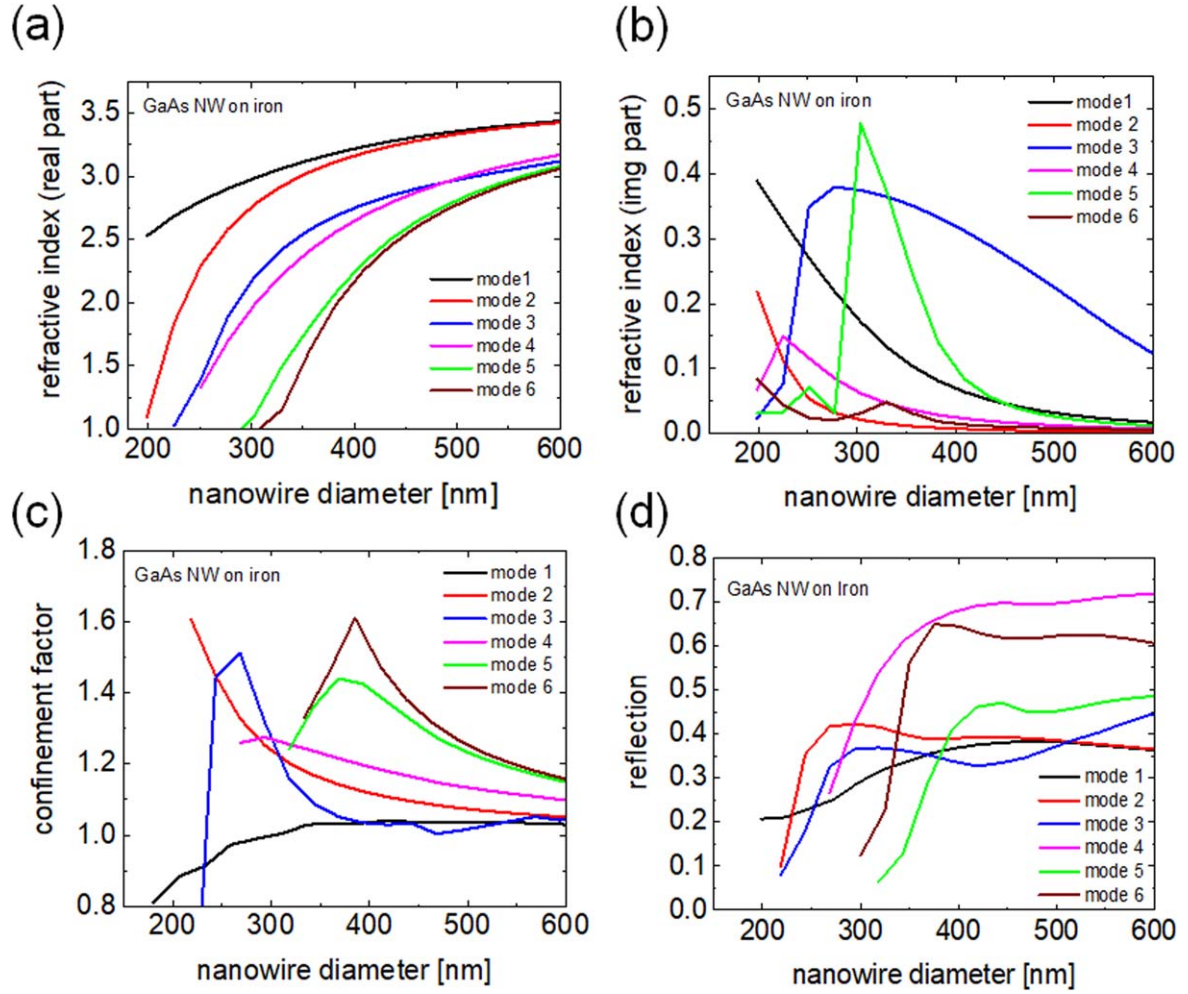 (a)
GaAs NW on iron
refractive index (real part)
3.5
3.0
2.5
2.0
1.5
1.0
mode1
mode 2
mode 3
mode 4
mode 5
mode 6
200 300 400 500 600
nanowire diameter [nm]
(b)
GaAs NW on iron
refractive index (img part)
0.5
0.4
0.3
0.2
0.1
0.0
mode1
mode 2
mode 3
mode 4
mode 5
mode 6
200 300 400 500 600
nanowire diameter [nm]
(c)
GaAs NW on iron
confinement factor
1.8
1.6
1.4
1.2
1.0
0.8
mode 1
mode 2
mode 3
mode 4
mode 5
mode 6
200 300 400 500 600
nanowire diameter [nm]
(d)
GaAs NW on Iron
reflection
0.8
0.7
0.6
0.5
0.4
0.3
0.2
0.1
0.0
mode 1
mode 2
mode 3
mode 4
mode 5
mode 6
200 300 400 500 600
nanowire diameter [nm]